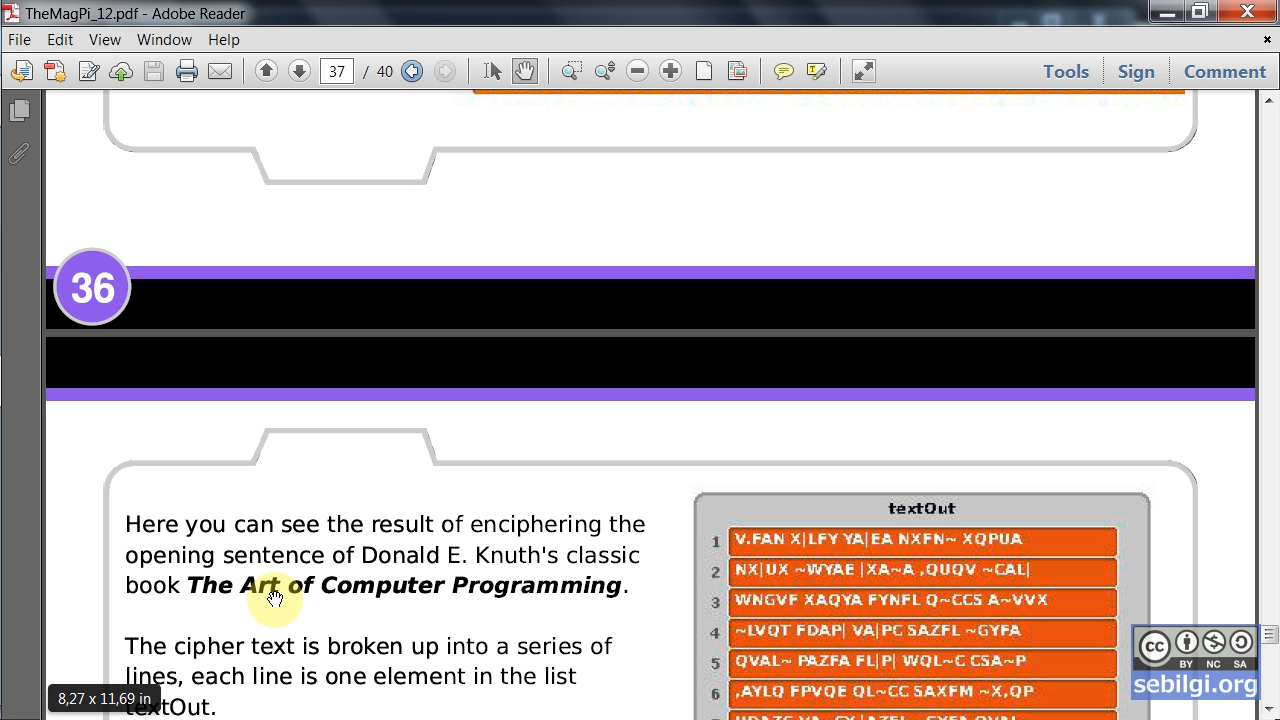 TheMagPi_12.pdf - Adobe Reader
File Edit View Window Help
37 / 40
Tools Sign Comment
36
Here you can see the result of enciphering the
opening sentence of Donald E. Knuth's classic
book The Art of Computer Programming.
The cipher text is broken up into a series of
lines, each line is one element in the list
textOut.
textOut
1 V.FAN X|LFY YA|EA NXFN~ XQPUA
2 NX|UX ~WYAE |XA~A ,QUQV ~CAL|
3 WNGVF XAQYA FYNFL Q~CCS A~VVX
4 ~LVQT FDAP| VA|PC SAZFL ~GYFA
5 QVAL~ PAZFA FL|P| WQL~C CSA~P
6 ,AYLQ FPVQE QL~CC SAXFM ~X,QP
8,27 x 11,69 in
BY NC SA
sebilgi.org